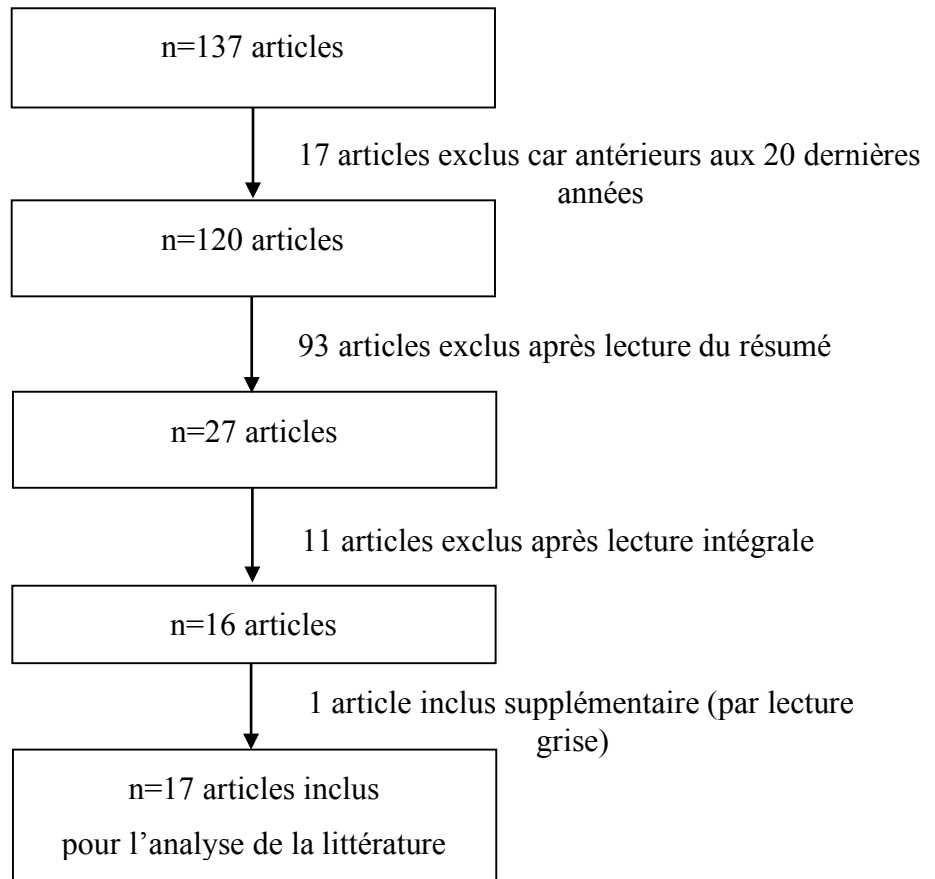 n=137 articles
17 articles exclus car antérieurs aux 20 dernières
années
n=120 articles
93 articles exclus après lecture du résumé
n=27 articles
11 articles exclus après lecture intégrale
n=16 articles
1 article inclus supplémentaire (par lecture
grise)
n=17 articles inclus
pour l’analyse de la littérature